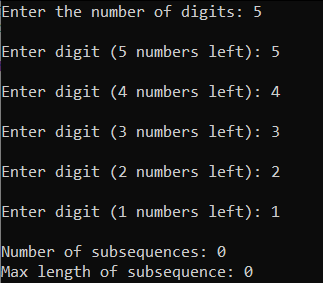 Enter the number of digits: 5
Enter digit (5 numbers left): 5
Enter digit (4 numbers left): 4
Enter digit (3 numbers left): 3
Enter digit (2 numbers left): 2
Enter digit (1 numbers left): 1
Number of subsequences: 0
Max length of subsequence: 0